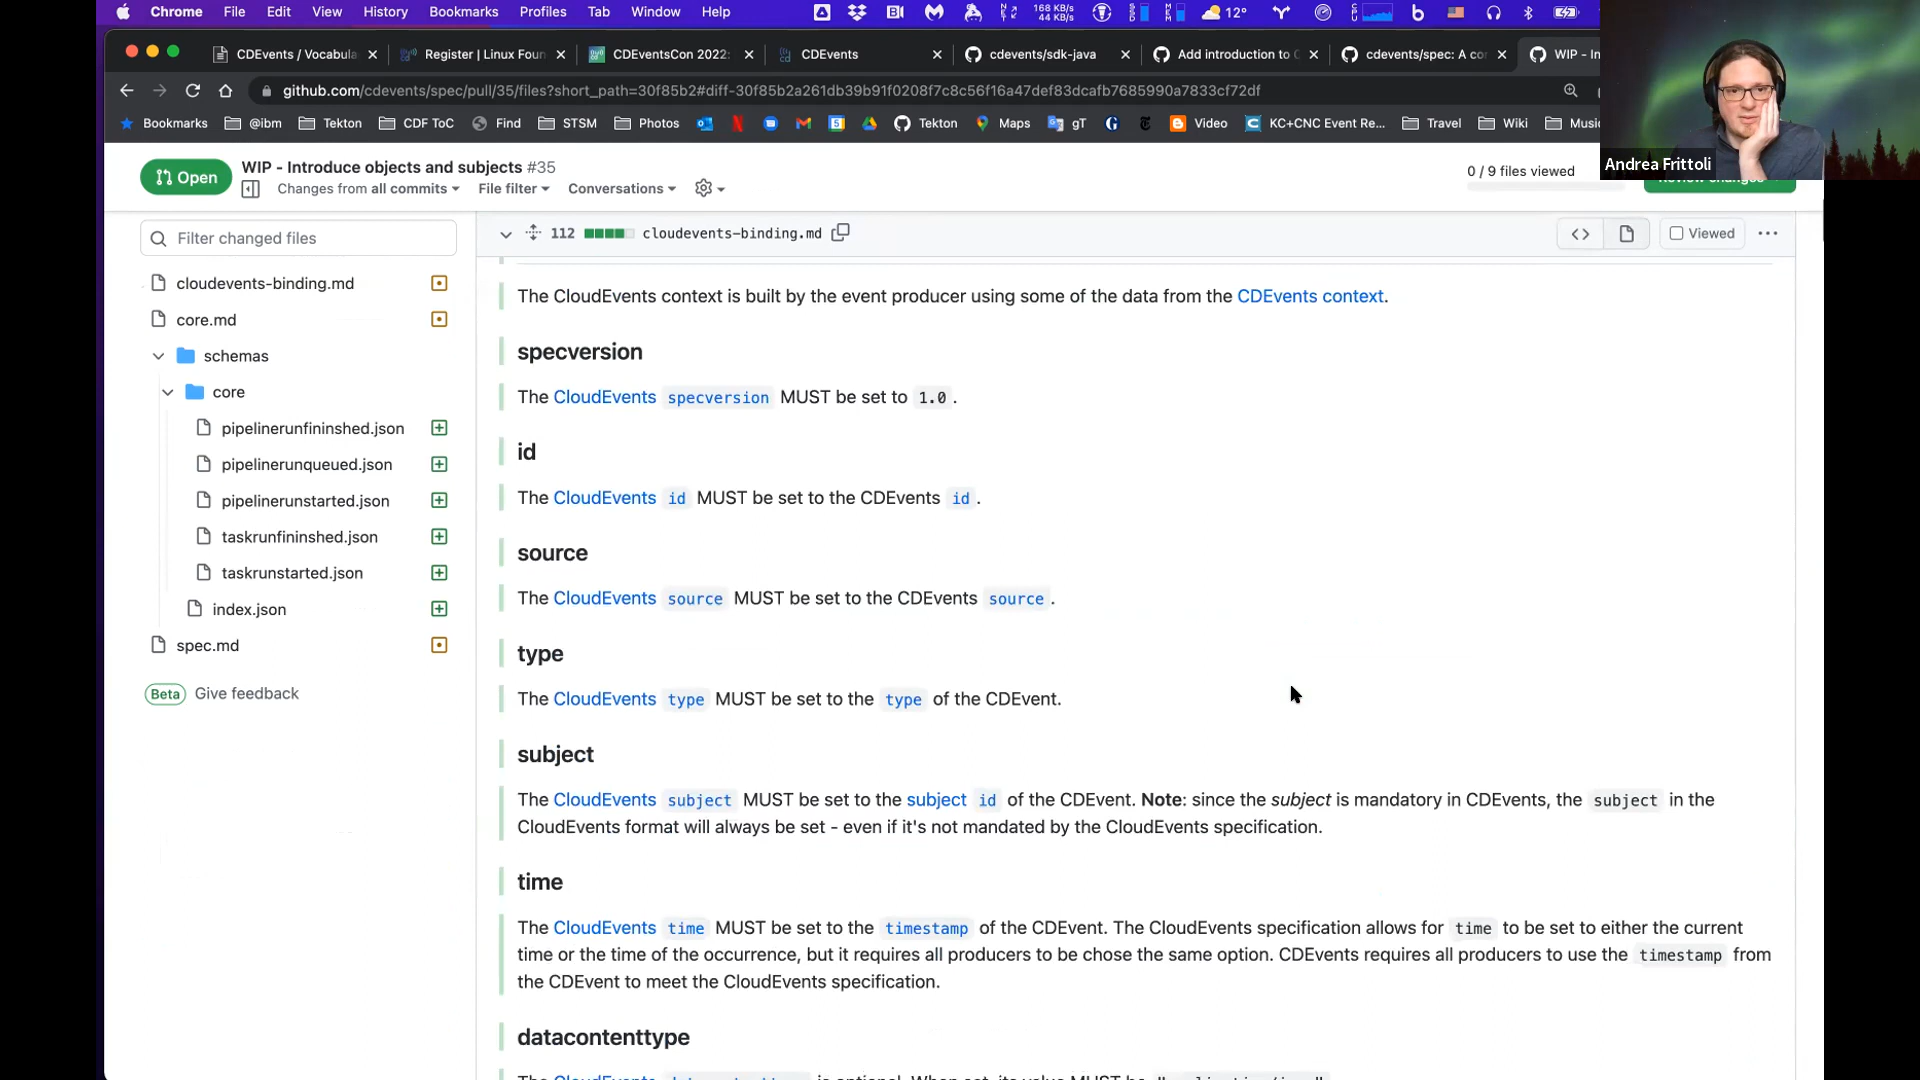 Chrome File Edit View History Bookmarks Profiles Tab Window Help 168 KB/s 44 KB/s 12°
CDEvents / Vocabula Register | Linux Foun CDEventsCon 2022: CDEvents cdevents/sdk-java Add introduction to C cdevents/spec: A co WIP - In
github.com/cdevents/spec/pull/35/files?short_path=30f85b2#diff-30f85b2a261db39b91f0208f7c8c56f16a47def83dcafb7685990a7833cf72df
Bookmarks @ibm Tekton CDF ToC Find STSM Photos Tekton Maps gT Video KC+CNC Event Re... Travel Wiki Music
Andrea Frittoli
Open
WIP - Introduce objects and subjects #35
Changes from all commits File filter Conversations
0 / 9 files viewed
Review changes
Filter changed files
cloudevents-binding.md
core.md
schemas
core
pipelinerunfininshed.json
pipelinerunqueued.json
pipelinerunstarted.json
taskrunfininshed.json
taskrunstarted.json
index.json
spec.md
Beta Give feedback
112 cloudevents-binding.md
Viewed
The CloudEvents context is built by the event producer using some of the data from the CDEvents context.
specversion
The CloudEvents specversion MUST be set to 1.0 .
id
The CloudEvents id MUST be set to the CDEvents id .
source
The CloudEvents source MUST be set to the CDEvents source .
type
The CloudEvents type MUST be set to the type of the CDEvent.
subject
The CloudEvents subject MUST be set to the subject id of the CDEvent. Note: since the subject is mandatory in CDEvents, the subject in the
CloudEvents format will always be set - even if it's not mandated by the CloudEvents specification.
time
The CloudEvents time MUST be set to the timestamp of the CDEvent. The CloudEvents specification allows for time to be set to either the current
time or the time of the occurrence, but it requires all producers to be chose the same option. CDEvents requires all producers to use the timestamp from
the CDEvent to meet the CloudEvents specification.
datacontenttype